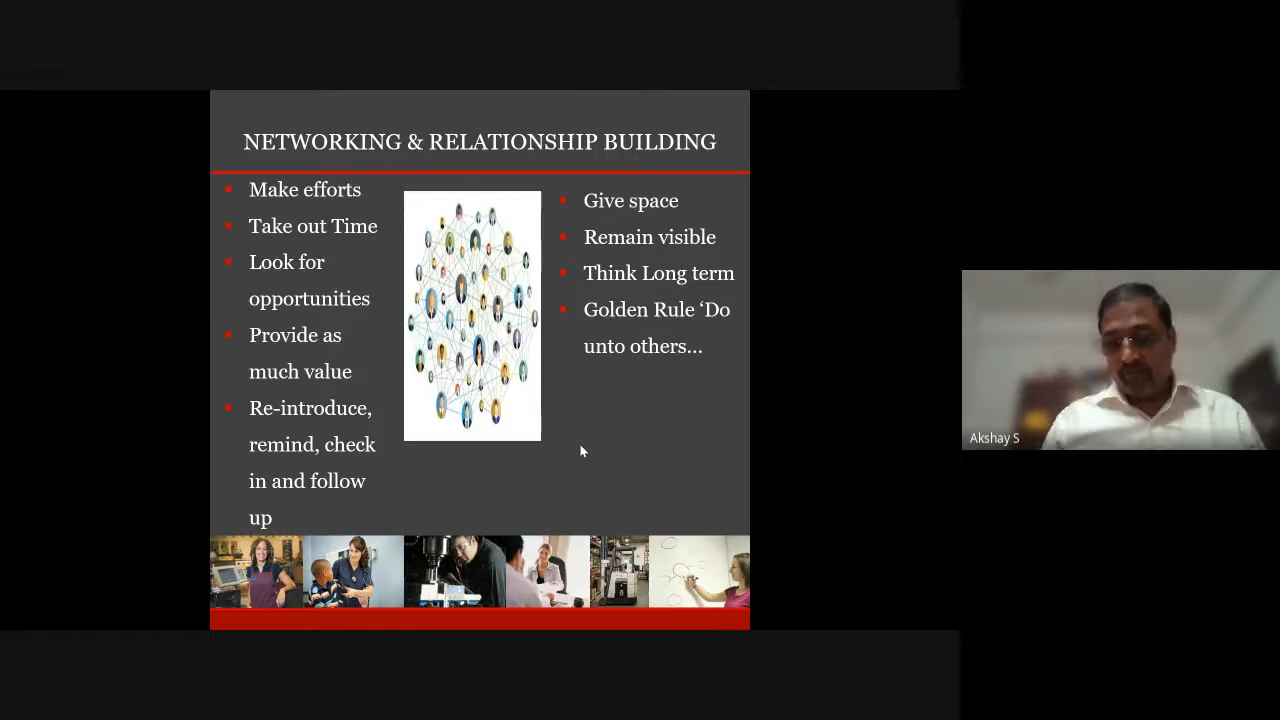 NETWORKING & RELATIONSHIP BUILDING
Make efforts
Take out Time
Look for
opportunities
Provide as
much value
Re-introduce,
remind, check
in and follow
up
Give space
Remain visible
Think Long term
Golden Rule ‘Do
unto others...
Akshay S